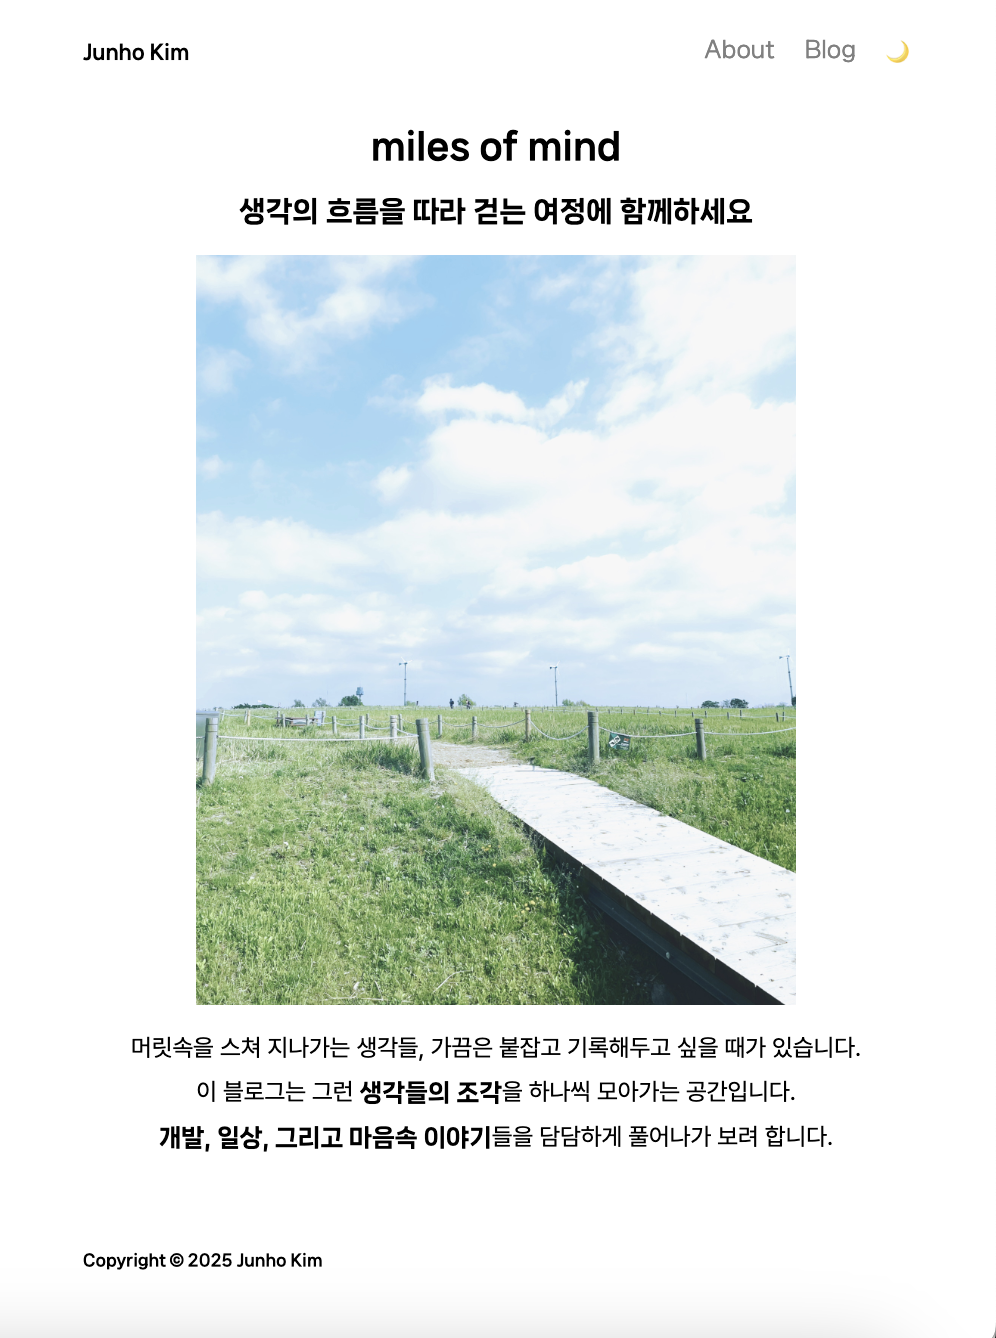 Junho Kim
About Blog 🌙
miles of mind
생각의 흐름을 따라 걷는 여정에 함께하세요
머릿속을 스쳐 지나가는 생각들, 가끔은 붙잡고 기록해두고 싶을 때가 있습니다.
이 블로그는 그런 생각들의 조각을 하나씩 모아가는 공간입니다.
개발, 일상, 그리고 마음속 이야기들을 담담하게 풀어나가 보려 합니다.
Copyright © 2025 Junho Kim